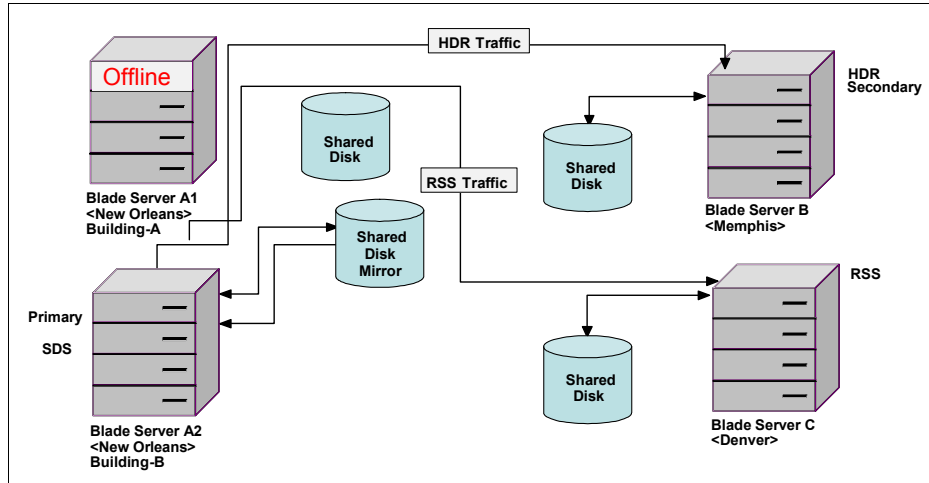 HDR Traffic
Offline
HDR
Secondary
Shared
Disk
Shared
Disk
RSS Traffic
Blade Server A1
<New Orleans>
Building-A
Blade Server B
<Memphis>
Shared
Disk
Mirror
RSS
Primary
SDS
Shared
Disk
Blade Server A2
<New Orleans>
Building-B
Blade Server C
<Denver>